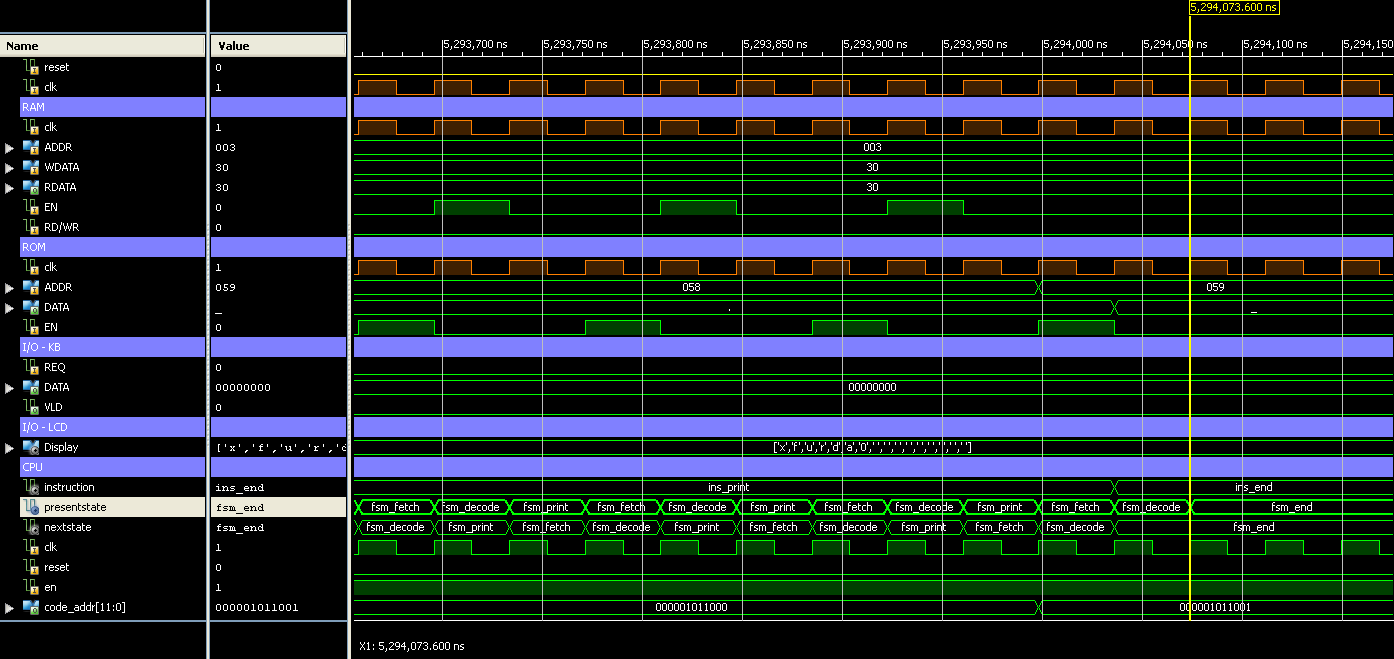 5,294,073.600 ns
Name Value 5,293,700 ns 5,293,750 ns 5,293,800 ns 5,293,850 ns 5,293,900 ns 5,293,950 ns 5,294,000 ns 5,294,050 ns 5,294,100 ns 5,294,150
reset 0
clk 1
RAM
clk 1
ADDR 003 003
WDATA 30 30
RDATA 30 30
EN 0
RD/WR 0
ROM
clk 1
ADDR 059 058 059
DATA _ . _
EN 0
I/O - KB
REQ 0
DATA 00000000 00000000
VLD 0
I/O - LCD
Display ['x','f','u','r','d ['x,f,u,r,d,'a,'0,' ',' ',' ',' ',' ',' ',' ',' ',' ']
CPU
instruction ins_end ins_print ins_end
presentstate fsm_end fsm_fetch fsm_decode fsm_print fsm_fetch fsm_decode fsm_print fsm_fetch fsm_decode fsm_print fsm_fetch fsm_decode fsm_end
nextstate fsm_end fsm_decode fsm_print fsm_fetch fsm_decode fsm_print fsm_fetch fsm_decode fsm_print fsm_fetch fsm_decode fsm_end
clk 1
reset 0
en 1
code_addr[11:0] 000001011001 000001011000 000001011001
X1: 5,294,073.600 ns